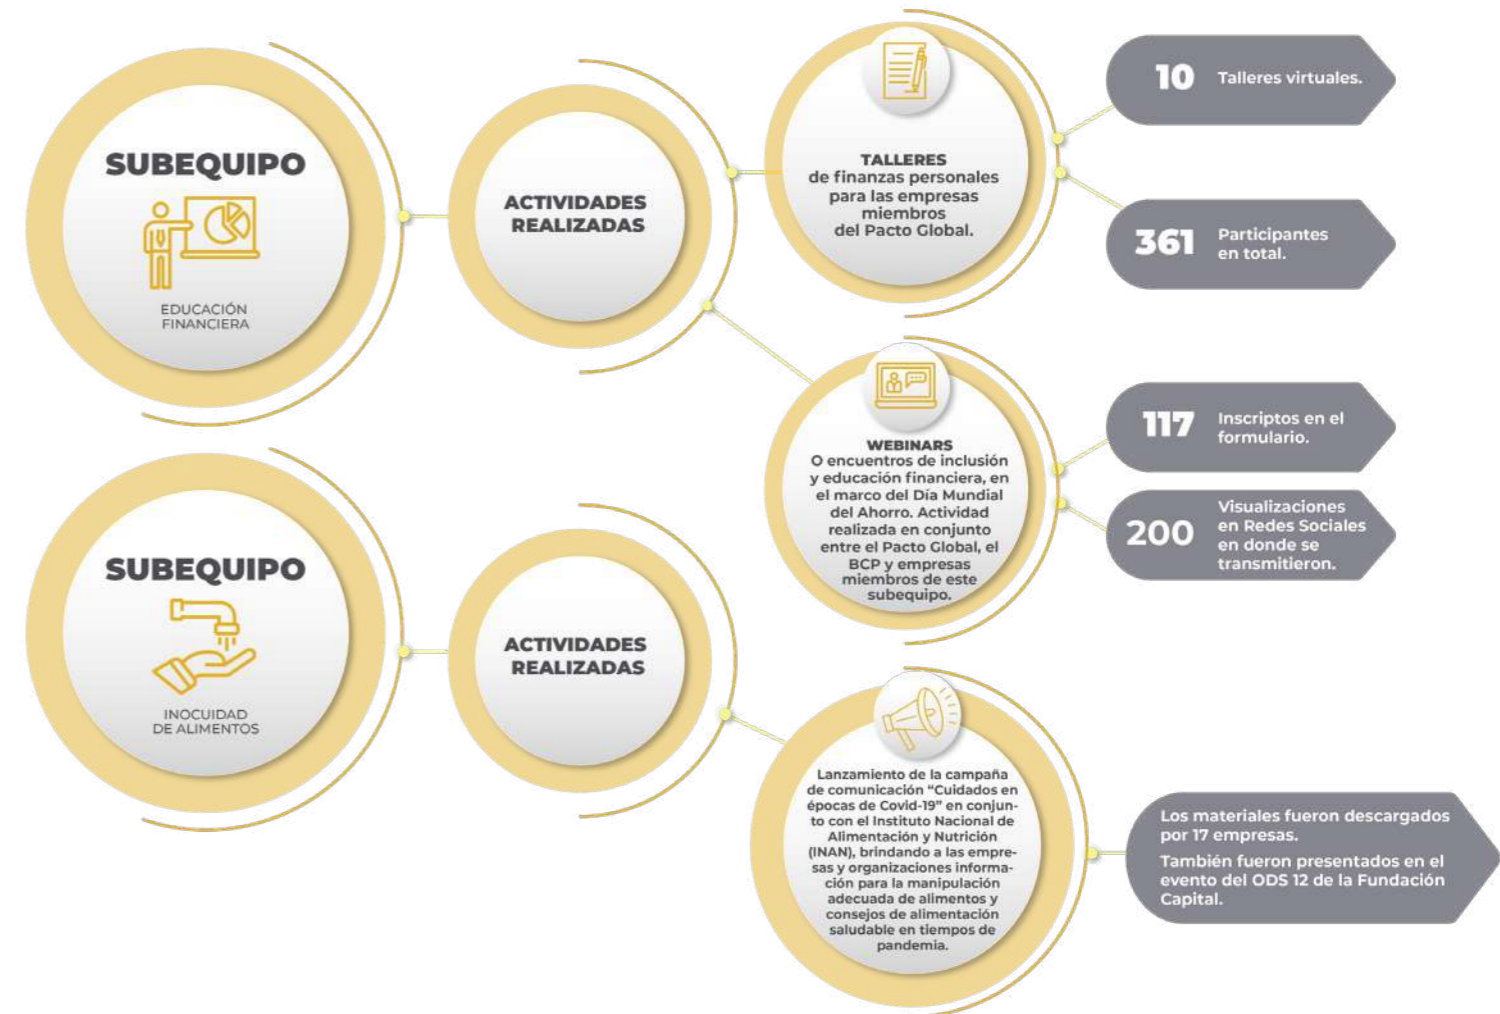 SUBEQUIPO
EDUCACIÓN
FINANCIERA
ACTIVIDADES
REALIZADAS
TALLERES
de finanzas personales
para las empresas
miembros
del Pacto Global.
10 Talleres virtuales.
361 Participantes
en total.
WEBINARS
O encuentros de inclusión
y educación financiera, en
el marco del Día Mundial
del Ahorro. Actividad
realizada en conjunto
entre el Pacto Global, el
BCP y empresas
miembros de este
subequipo.
117 Inscriptos en el
formulario.
200 Visualizaciones
en Redes Sociales
en donde se
transmitieron.
SUBEQUIPO
INOCUIDAD
DE ALIMENTOS
ACTIVIDADES
REALIZADAS
Lanzamiento de la campaña
de comunicación “Cuidados en
épocas de Covid-19” en conjun-
to con el Instituto Nacional de
Alimentación y Nutrición
(INAN), brindando a las empre-
sas y organizaciones informa-
ción para la manipulación
adecuada de alimentos y
consejos de alimentación
saludable en tiempos de
pandemia.
Los materiales fueron descargados
por 17 empresas.
También fueron presentados en el
evento del ODS 12 de la Fundación
Capital.